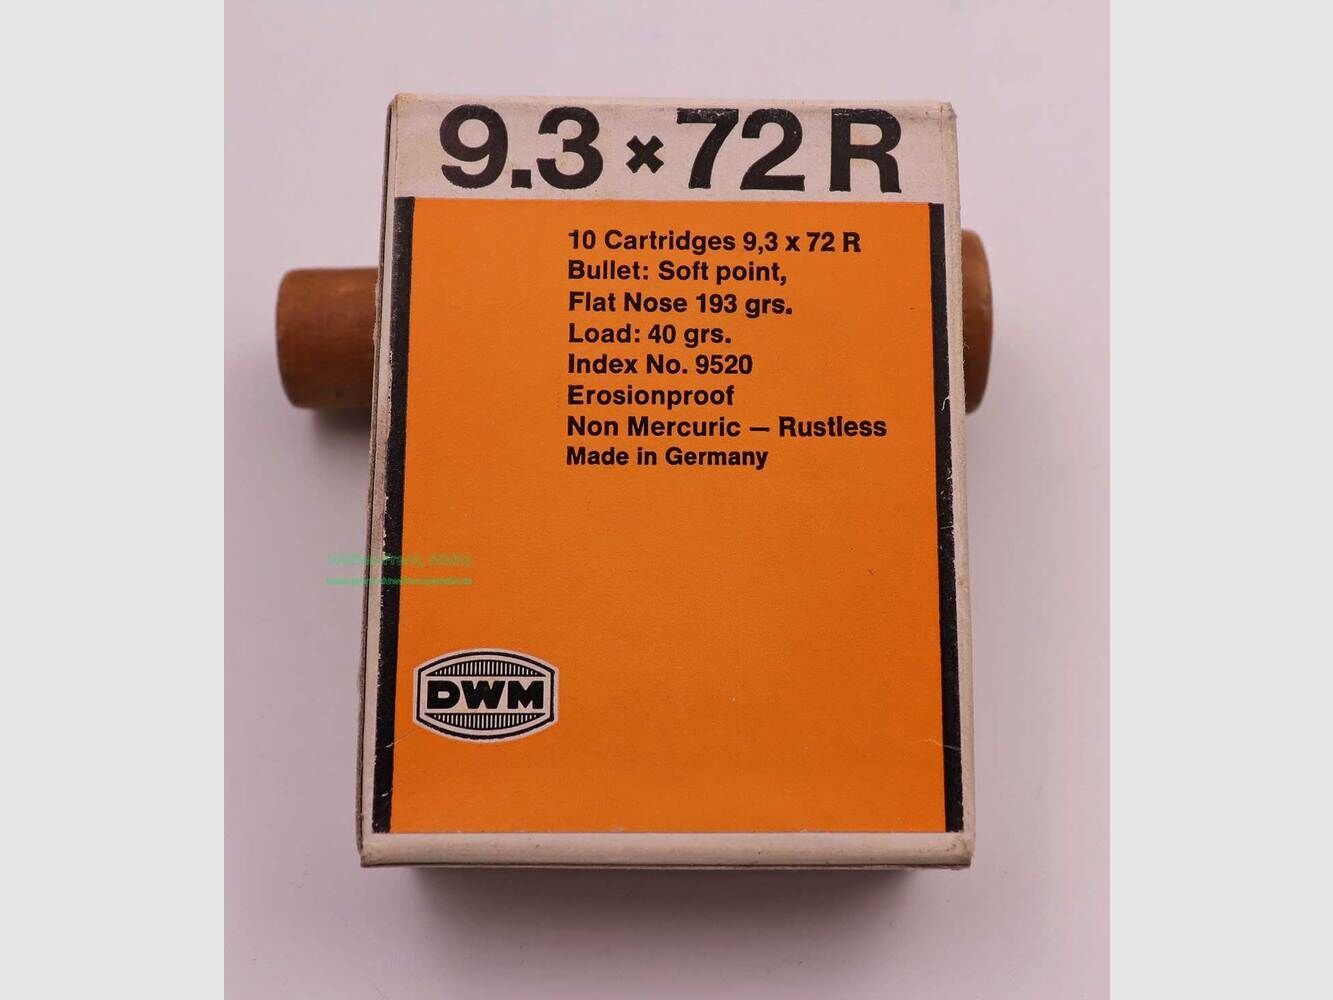 9.3 × 72 R
10 Cartridges 9,3 x 72 R
Bullet: Soft point,
Flat Nose 193 grs.
Load: 40 grs.
Index No. 9520
Erosionproof
Non Mercuric — Rustless
Made in Germany
DWM